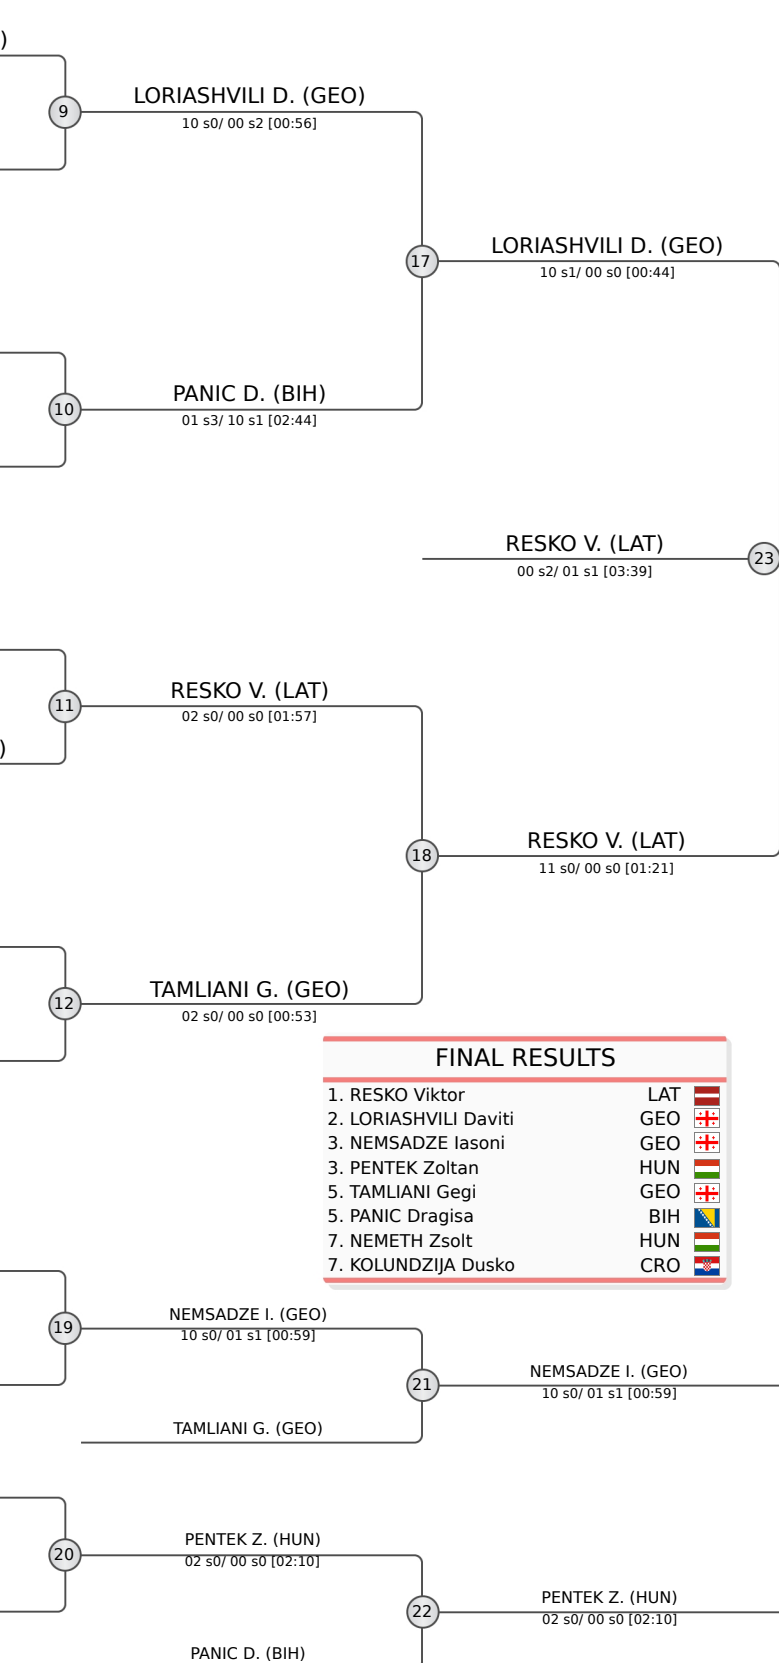 )
9
LORIASHVILI D. (GEO)
10 s0/ 00 s2 [00:56]
17
LORIASHVILI D. (GEO)
10 s1/ 00 s0 [00:44]
10
PANIC D. (BIH)
01 s3/ 10 s1 [02:44]
RESKO V. (LAT)
00 s2/ 01 s1 [03:39]
23
11
RESKO V. (LAT)
02 s0/ 00 s0 [01:57]
)
18
RESKO V. (LAT)
11 s0/ 00 s0 [01:21]
12
TAMLIANI G. (GEO)
02 s0/ 00 s0 [00:53]
FINAL RESULTS
1. RESKO Viktor LAT
2. LORIASHVILI Daviti GEO
3. NEMSADZE Iasoni GEO
3. PENTEK Zoltan HUN
5. TAMLIANI Gegi GEO
5. PANIC Dragisa BIH
7. NEMETH Zsolt HUN
7. KOLUNDZIJA Dusko CRO
19
NEMSADZE I. (GEO)
10 s0/ 01 s1 [00:59]
21
NEMSADZE I. (GEO)
10 s0/ 01 s1 [00:59]
TAMLIANI G. (GEO)
20
PENTEK Z. (HUN)
02 s0/ 00 s0 [02:10]
22
PENTEK Z. (HUN)
02 s0/ 00 s0 [02:10]
PANIC D. (BIH)